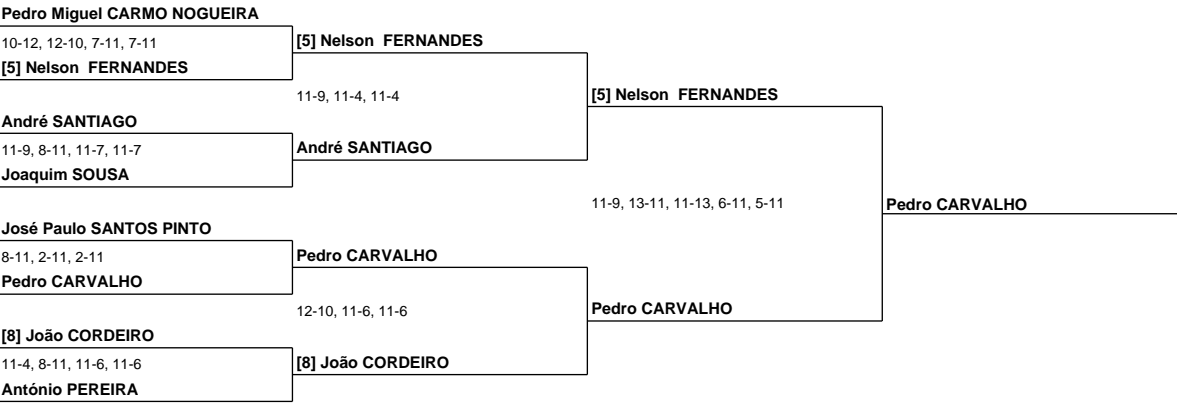 Pedro Miguel CARMO NOGUEIRA
10-12, 12-10, 7-11, 7-11
[5] Nelson FERNANDES
[5] Nelson FERNANDES
11-9, 11-4, 11-4
[5] Nelson FERNANDES
André SANTIAGO
11-9, 8-11, 11-7, 11-7
André SANTIAGO
Joaquim SOUSA
11-9, 13-11, 11-13, 6-11, 5-11
Pedro CARVALHO
José Paulo SANTOS PINTO
8-11, 2-11, 2-11
Pedro CARVALHO
Pedro CARVALHO
12-10, 11-6, 11-6
Pedro CARVALHO
[8] João CORDEIRO
11-4, 8-11, 11-6, 11-6
[8] João CORDEIRO
António PEREIRA